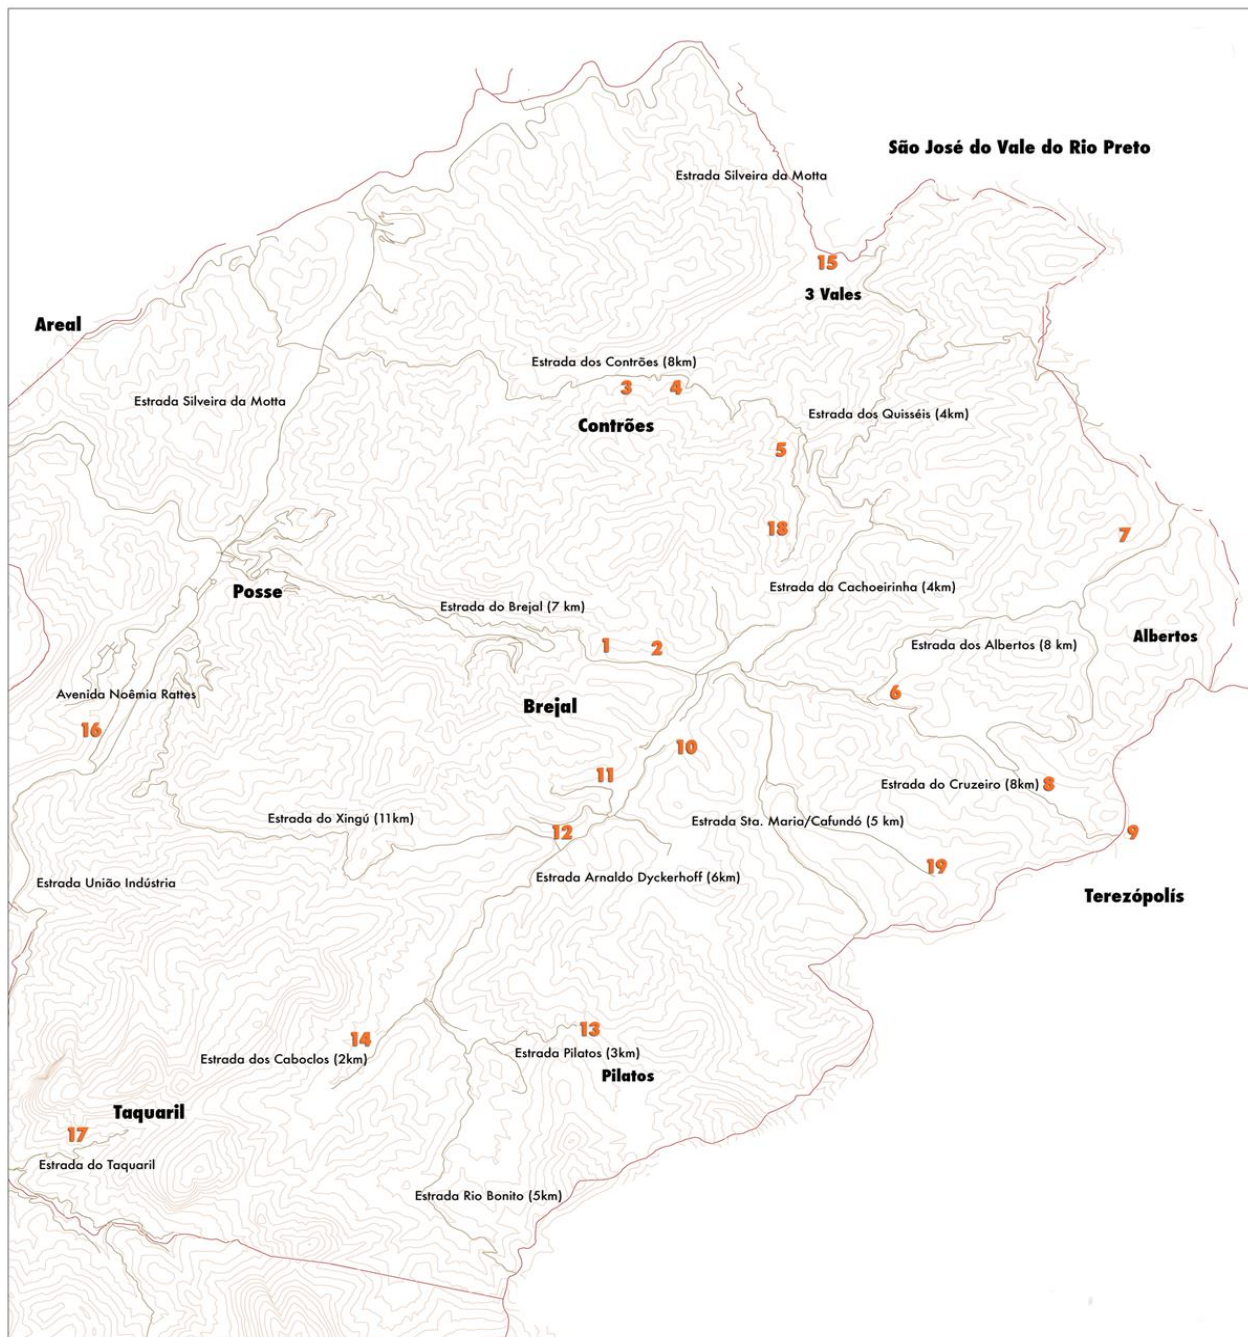 São José do Vale do Rio Preto
Estrada Silveira da Motta
15
3 Vales
Areal
Estrada dos Contrões (8km)
3
4
Estrada Silveira da Motta
Estrada dos Quisséis (4km)
Contrões
5
18
7
Estrada da Cachoeirinha (4km)
Posse
Estrada do Brejal (7 km)
Albertos
1
2
Estrada dos Albertos (8 km)
Avenida Noêmia Rattes
6
Brejal
16
10
11
Estrada do Cruzeiro (8km)
8
Estrada do Xingú (11km)
Estrada Sta. Maria/Cafundó (5 km)
12
9
19
Estrada União Indústria
Estrada Arnaldo Dyckerhoff (6km)
Terezópolís
13
14
Estrada dos Caboclos (2km)
Estrada Pilatos (3km)
Pilatos
Taquaril
17
Estrada do Taquaril
Estrada Rio Bonito (5km)